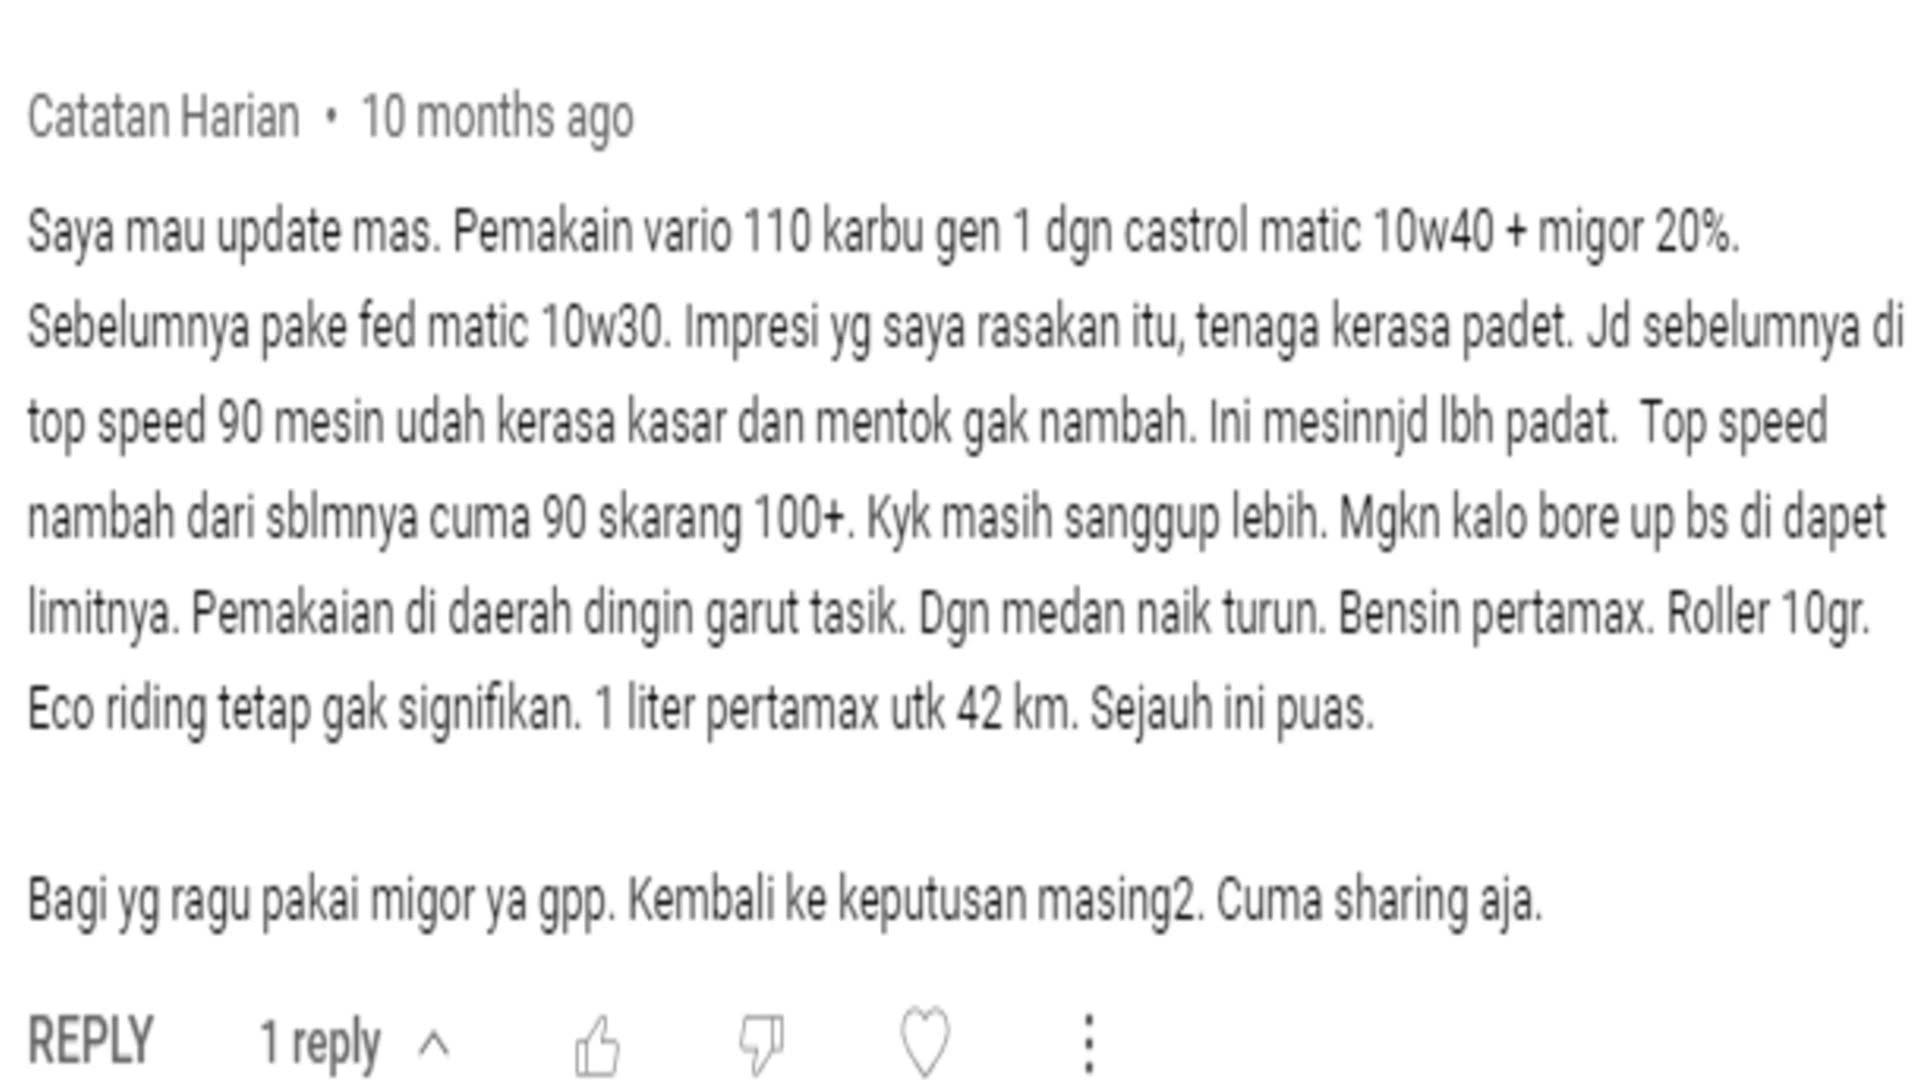 Catatan Harian • 10 months ago
Saya mau update mas. Pemakain vario 110 karbu gen 1 dgn castrol matic 10w40 + migor 20%.
Sebelumnya pake fed matic 10w30. Impresi yg saya rasakan itu, tenaga kerasa padet. Jd sebelumnya di
top speed 90 mesin udah kerasa kasar dan mentok gak nambah. Ini mesinnjd lbh padat. Top speed
nambah dari sblmnya cuma 90 skarang 100+. Kyk masih sanggup lebih. Mgkn kalo bore up bs di dapet
limitnya. Pemakaian di daerah dingin garut tasik. Dgn medan naik turun. Bensin pertamax. Roller 10gr.
Eco riding tetap gak signifikan. 1 liter pertamax utk 42 km. Sejauh ini puas.
Bagi yg ragu pakai migor ya gpp. Kembali ke keputusan masing2. Cuma sharing aja.
REPLY 1 reply